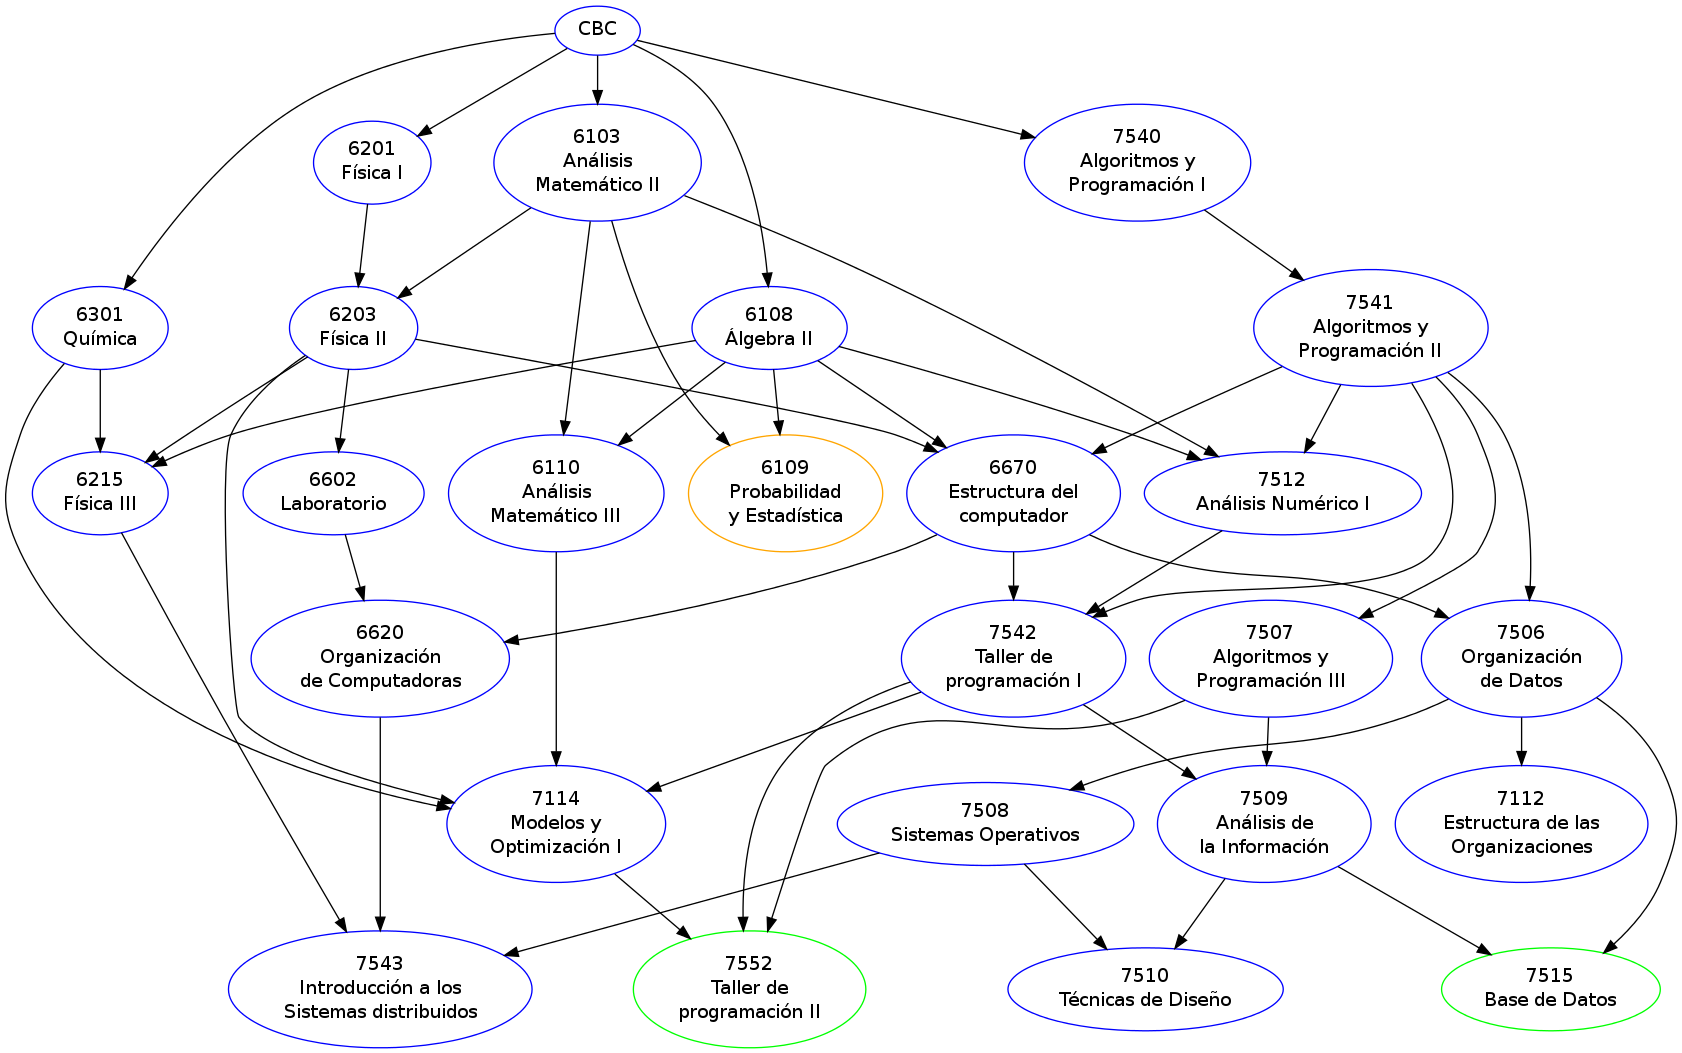 CBC
6201
Física I
6103
Análisis
Matemático II
7540
Algoritmos y
Programación I
6301
Química
6203
Física II
6108
Álgebra II
7541
Algoritmos y
Programación II
6215
Física III
6602
Laboratorio
6110
Análisis
Matemático III
6109
Probabilidad
y Estadística
6670
Estructura del
computador
7512
Análisis Numérico I
6620
Organización
de Computadoras
7542
Taller de
programación I
7507
Algoritmos y
Programación III
7506
Organización
de Datos
7114
Modelos y
Optimización I
7508
Sistemas Operativos
7509
Análisis de
la Información
7112
Estructura de las
Organizaciones
7543
Introducción a los
Sistemas distribuidos
7552
Taller de
programación II
7510
Técnicas de Diseño
7515
Base de Datos